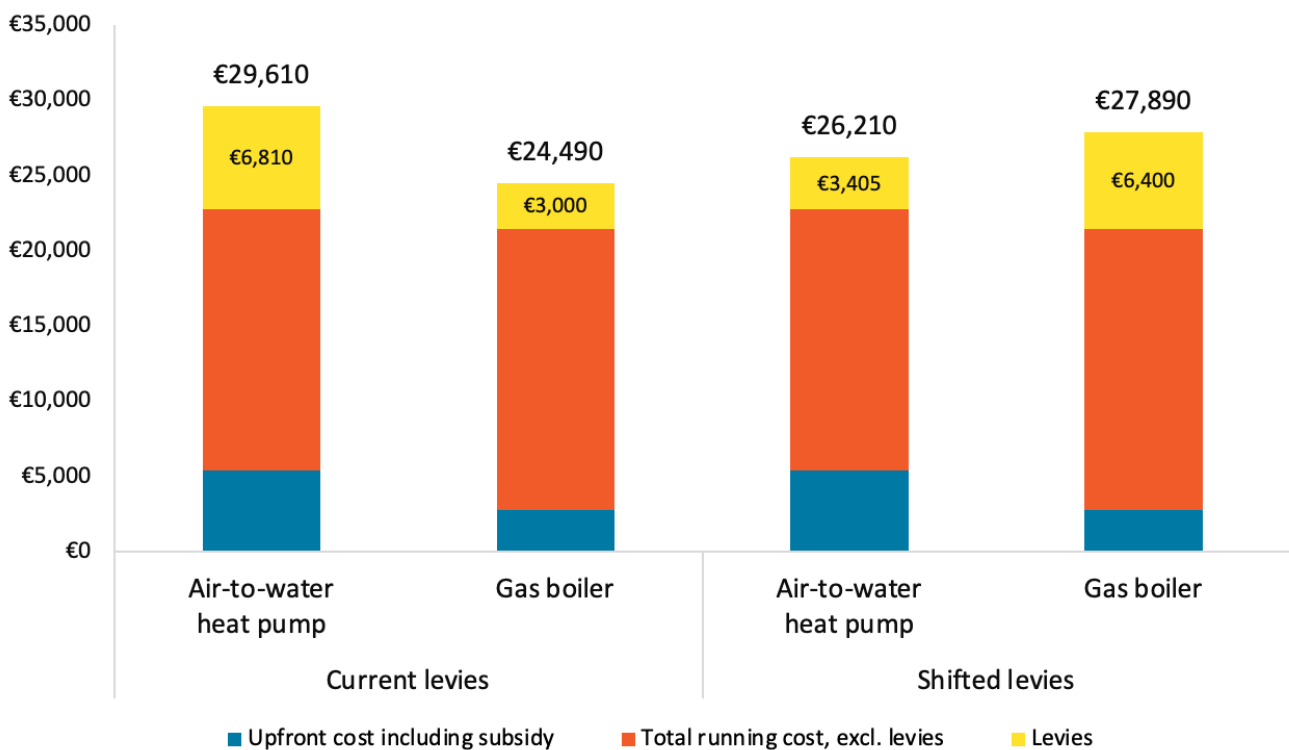 €35,000
€30,000
€25,000
€20,000
€15,000
€10,000
€5,000
€0
€29,610
€6,810
€24,490
€3,000
€26,210
€3,405
€27,890
€6,400
Air-to-water
heat pump
Gas boiler
Air-to-water
heat pump
Gas boiler
Current levies
Shifted levies
Upfront cost including subsidy
Total running cost, excl. levies
Levies